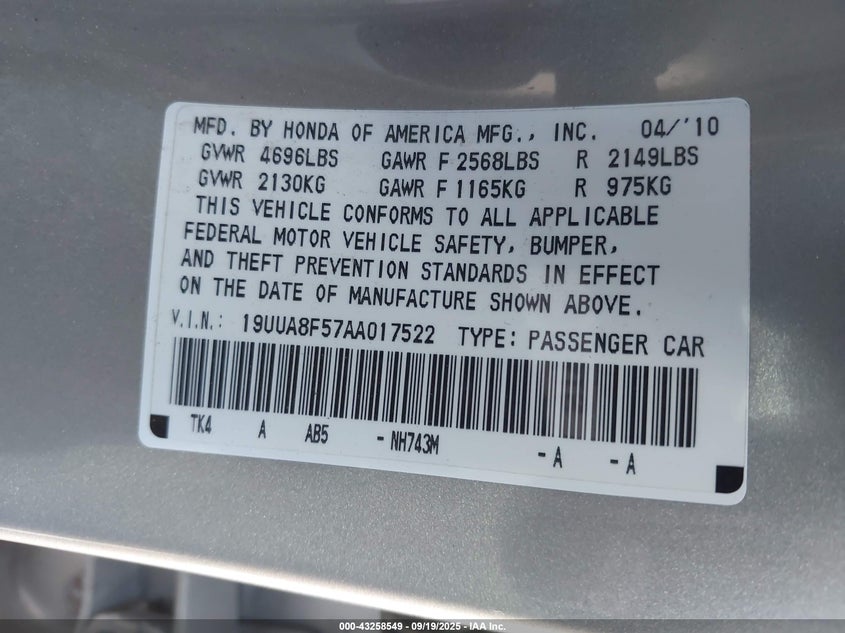 MFD. BY HONDA OF AMERICA MFG., INC. 04/'10
GVWR 4696LBS GAWR F 2568LBS R 2149LBS
GVWR 2130KG GAWR F 1165KG R 975KG
THIS VEHICLE CONFORMS TO ALL APPLICABLE
FEDERAL MOTOR VEHICLE SAFETY, BUMPER,
AND THEFT PREVENTION STANDARDS IN EFFECT
ON THE DATE OF MANUFACTURE SHOWN ABOVE.
V.I.N.: 19UUA8F57AA017522 TYPE: PASSENGER CAR
TK4 A AB5 -NH743M -A -A
000-43258549 - 09/19/2025 - IAA, Inc.